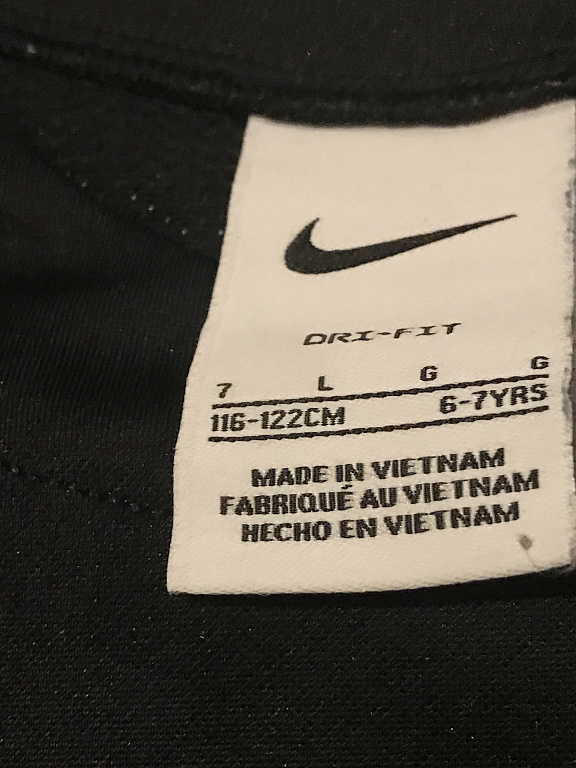 DRI-FIT
7 L G G
116-122CM 6-7YRS
MADE IN VIETNAM
FABRIQUÉ AU VIETNAM
HECHO EN VIETNAM